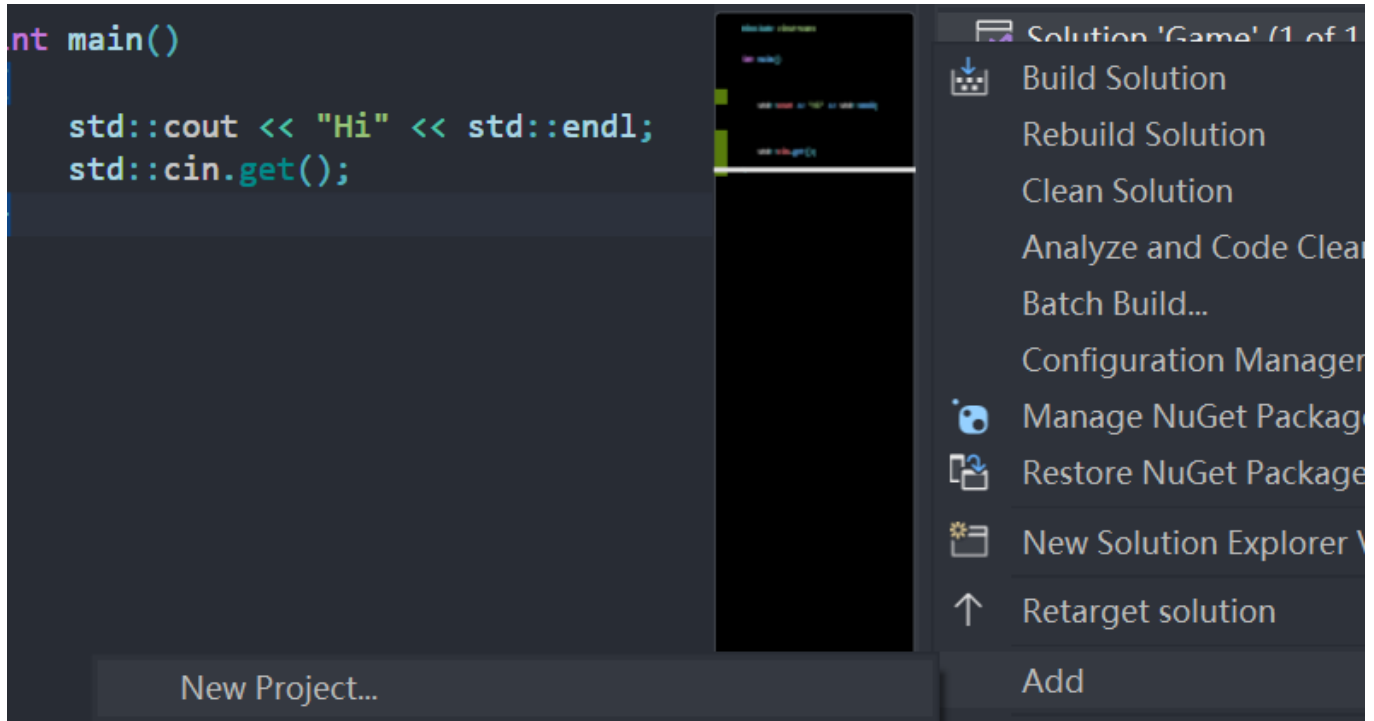 int main()
std::cout << "Hi" << std::endl;
std::cin.get();
Solution 'Game' (1 of 1
Build Solution
Rebuild Solution
Clean Solution
Analyze and Code Clea
Batch Build...
Configuration Manager
Manage NuGet Package
Restore NuGet Package
New Solution Explorer V
Retarget solution
Add
New Project...